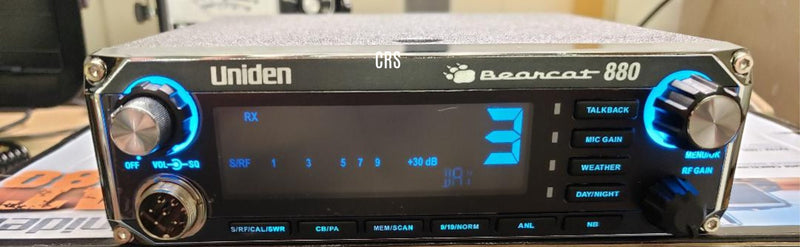 CRS
Uniden
Bearcat 880
RX
3
S/RF 1 3 5 7 9 +30 dB
DAY
OFF VOL SQ
TALKBACK
MIC GAIN
WEATHER
DAY/NIGHT
MENU/OK
RF GAIN
S/RF/CAL/SWR
CB/PA
MEM/SCAN
9/19/NORM
ANL
NB